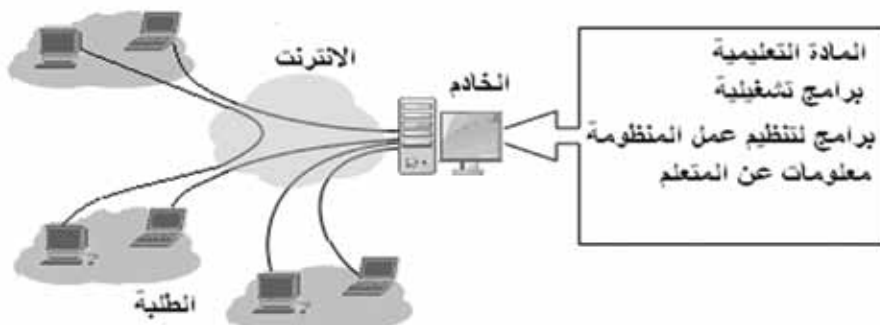 المادة التعليمية
برامج تشغيلية
برامج لتنظيم عمل المنظومة
معلومات عن المتعلم
الخادم
الانترنت
الطلبة